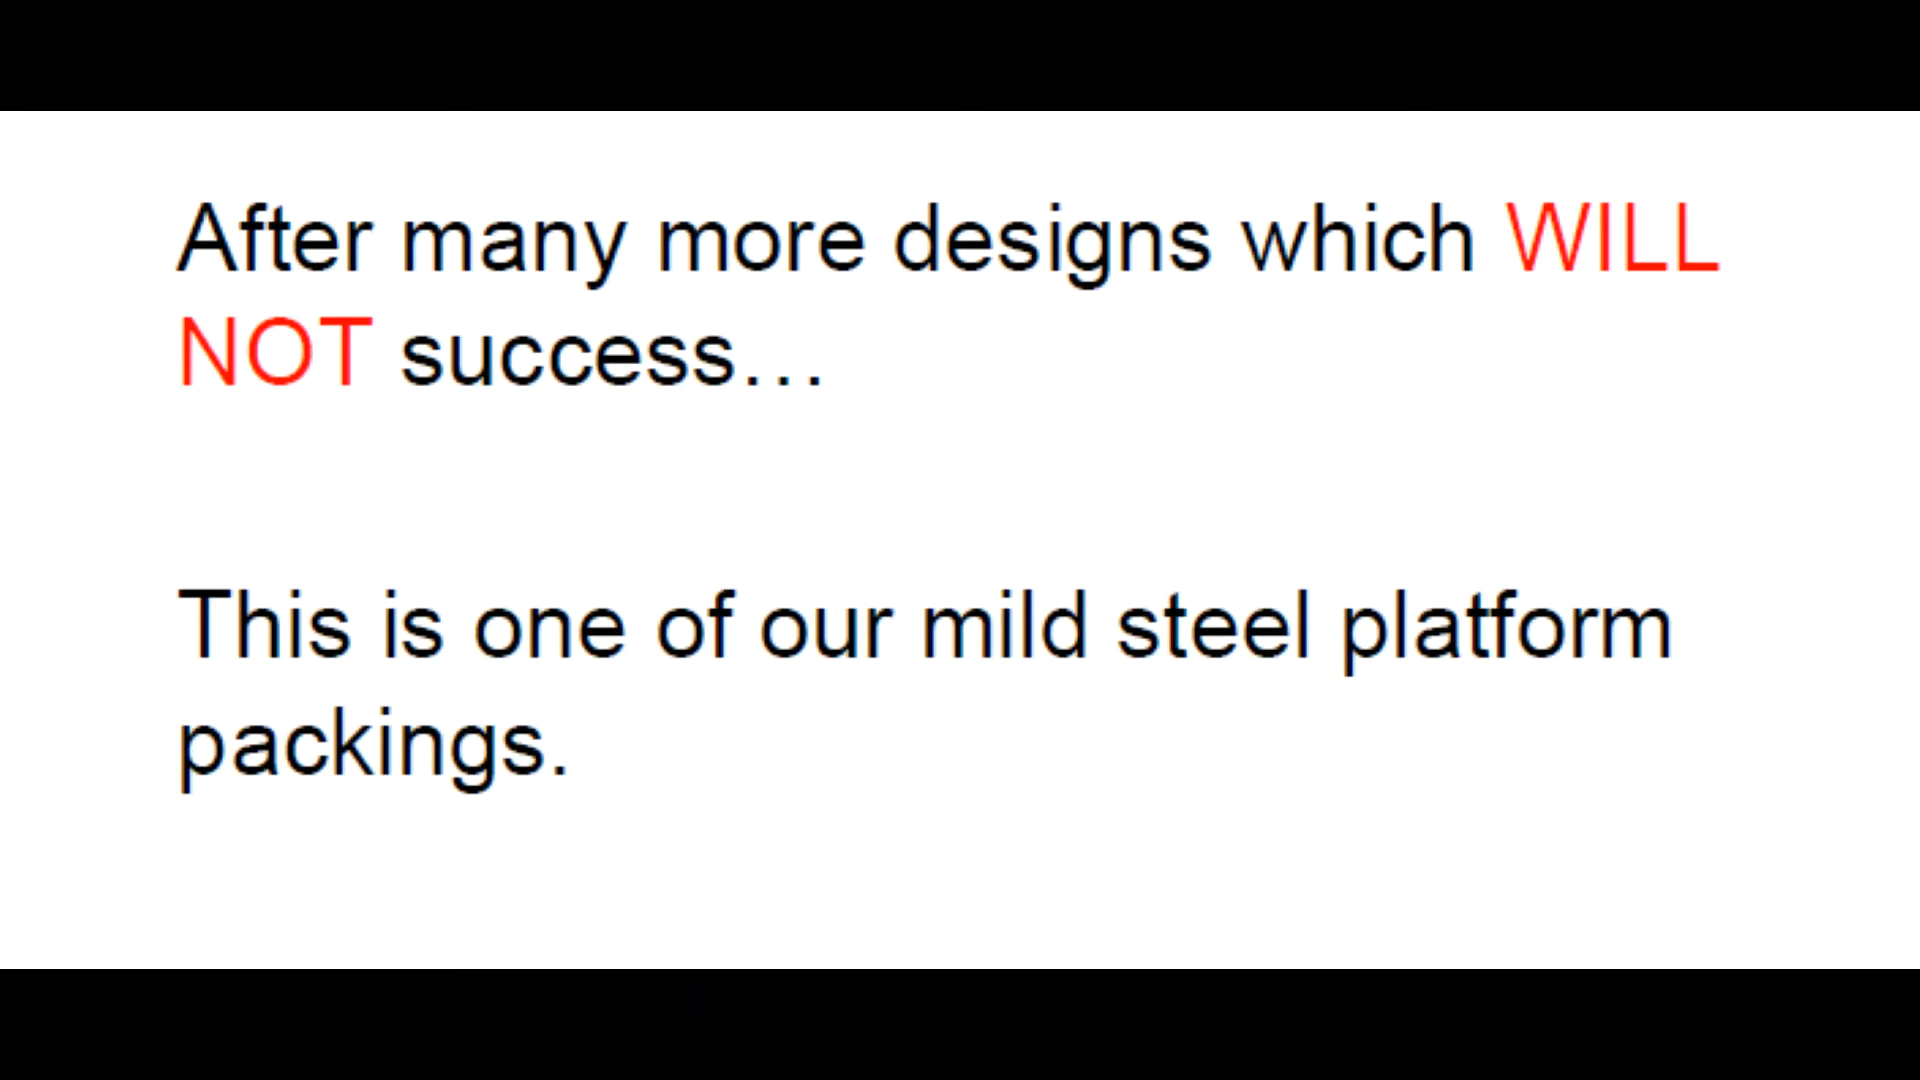 After many more designs which WILL
NOT success…
This is one of our mild steel platform
packings.